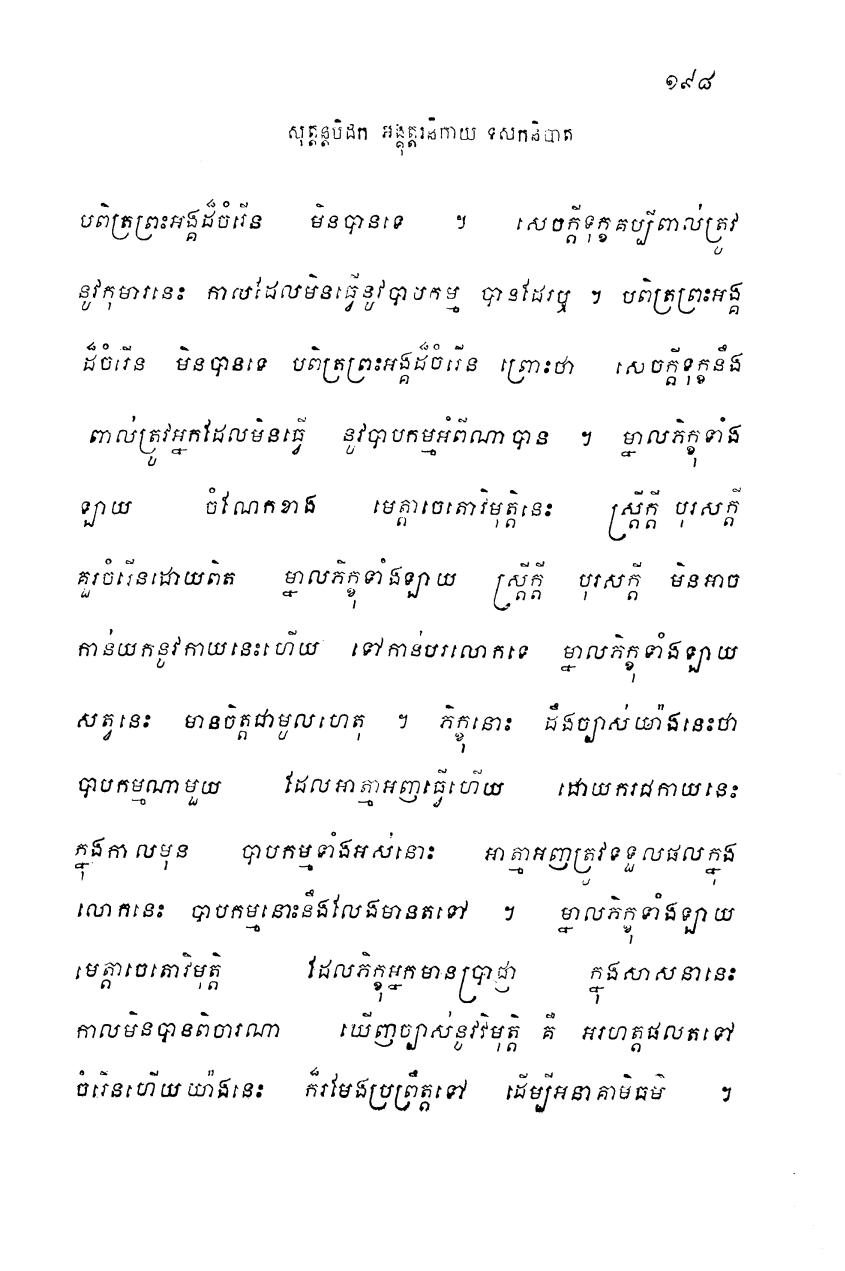 ១៩៨
សុត្តន្តបិដក អង្គុត្តរនិកាយ ទសកនិបាត
បពិត្រព្រះអង្គដ៏ចំរើន មិនបានទេ ។ សេចក្តីទុក្ខគប្បីពាល់ត្រូវ
នូវកុមារនេះ កាលដែលមិនធ្វើនូវបាបកម្ម បានដែរឬ ។ បពិត្រព្រះអង្គ
ដ៏ចំរើន មិនបានទេ បពិត្រព្រះអង្គដ៏ចំរើន ព្រោះថា សេចក្តីទុក្ខនឹង
ពាល់ត្រូវអ្នកដែលមិនធ្វើ នូវបាបកម្មអំពីណាបាន ។ ម្នាលភិក្ខុទាំង
ឡាយ ចំណែកខាង មេត្តាចេតោវិមុត្តិនេះ ស្ត្រីក្តី បុរសក្តី
គួរចំរើនដោយពិត ម្នាលភិក្ខុទាំងឡាយ ស្ត្រីក្តី បុរសក្តី មិនអាច
កាន់យកនូវកាយនេះហើយ ទៅកាន់បរលោកទេ ម្នាលភិក្ខុទាំងឡាយ
សត្វនេះ មានចិត្តជាមួលហេតុ ។ ភិក្ខុនោះ ដឹងច្បាស់យ៉ាងនេះថា
បាបកម្មណាមួយ ដែលអាត្មាអញធ្វើហើយ ដោយករជកាយនេះ
ក្នុងកាលមុន បាបកម្មទាំងអស់នោះ អាត្មាអញត្រូវទទួលផលក្នុង
លោកនេះ បាបកម្មនោះនឹងលែងមានតទៅ ។ ម្នាលភិក្ខុទាំងឡាយ
មេត្តាចេតោវិមុត្តិ ដែលភិក្ខុអ្នកមានប្រាជ្ញា ក្នុងសាសនានេះ
កាលមិនបានពិចារណា ឃើញច្បាស់នូវវិមុត្តិ គឺ អរហត្តផលតទៅ
ចំរើនហើយយ៉ាងនេះ ក៏រមែងប្រព្រឹត្តទៅ ដើម្បីអនាគាមិធម៌ ។